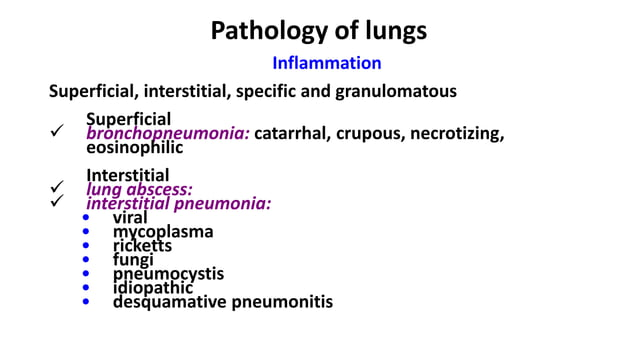 Pathology of lungs
Inflammation
Superficial, interstitial, specific and granulomatous
Superficial
✓ bronchopneumonia: catarrhal, crupous, necrotizing,
eosinophilic
Interstitial
✓ lung abscess:
✓ interstitial pneumonia:
• viral
• mycoplasma
• ricketts
• fungi
• pneumocystis
• idiopathic
• desquamative pneumonitis